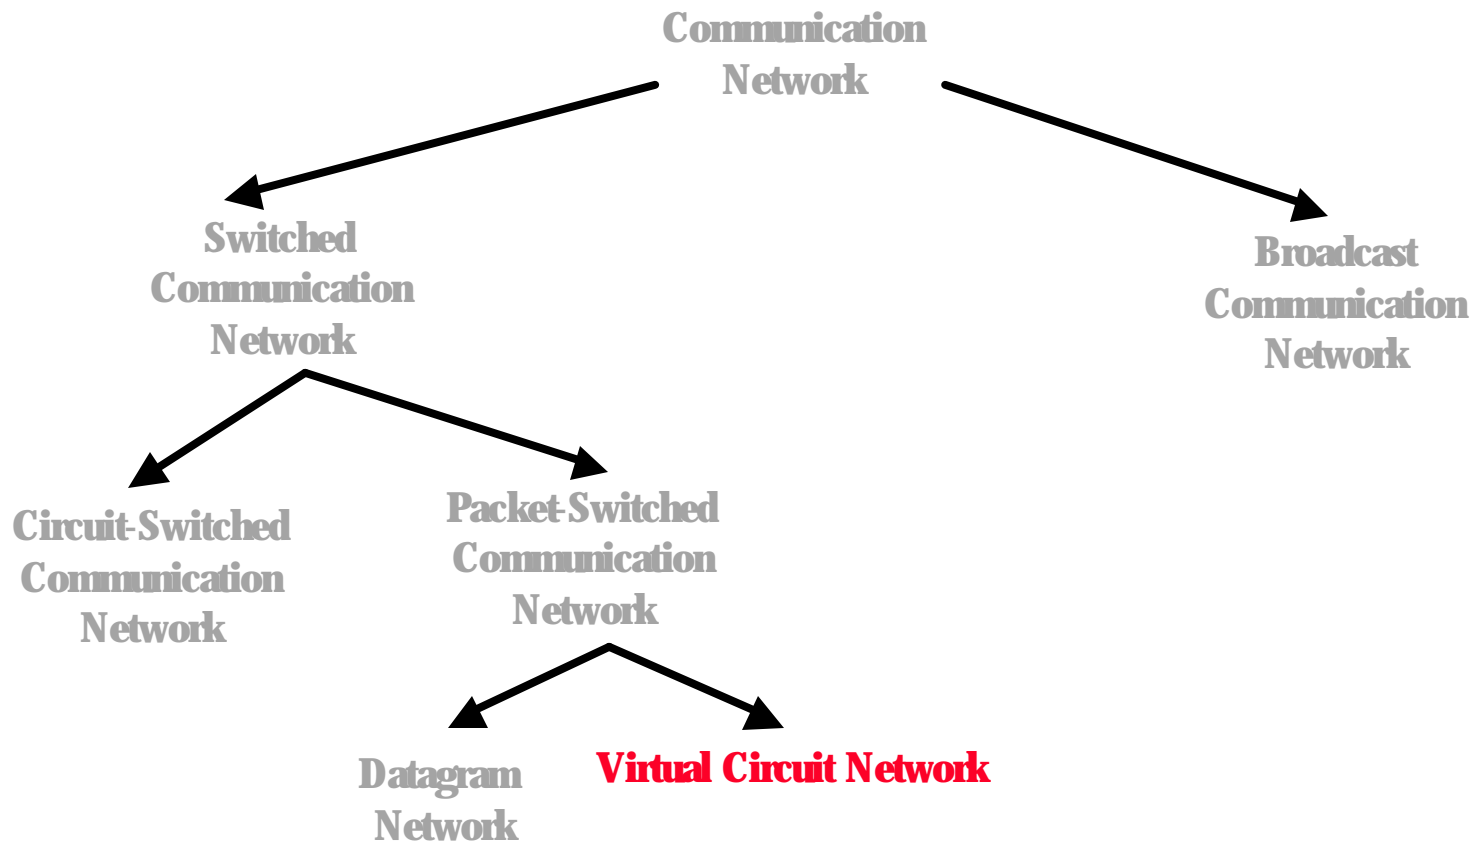 Communication
Network
Switched
Communication
Network
Broadcast
Communication
Network
Circuit-Switched
Communication
Network
Packet-Switched
Communication
Network
Datagram
Network
Virtual Circuit Network